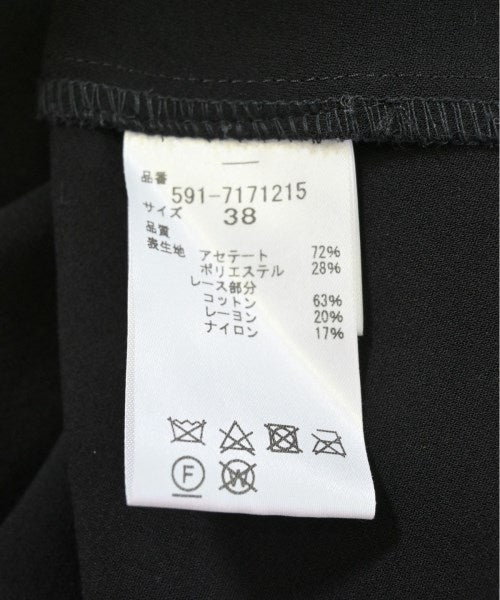 品番
591-7171215
サイズ 38
品質
表生地 アセテート 72%
ポリエステル 28%
レース部分
コットン 63%
レーヨン 20%
ナイロン 17%
F W